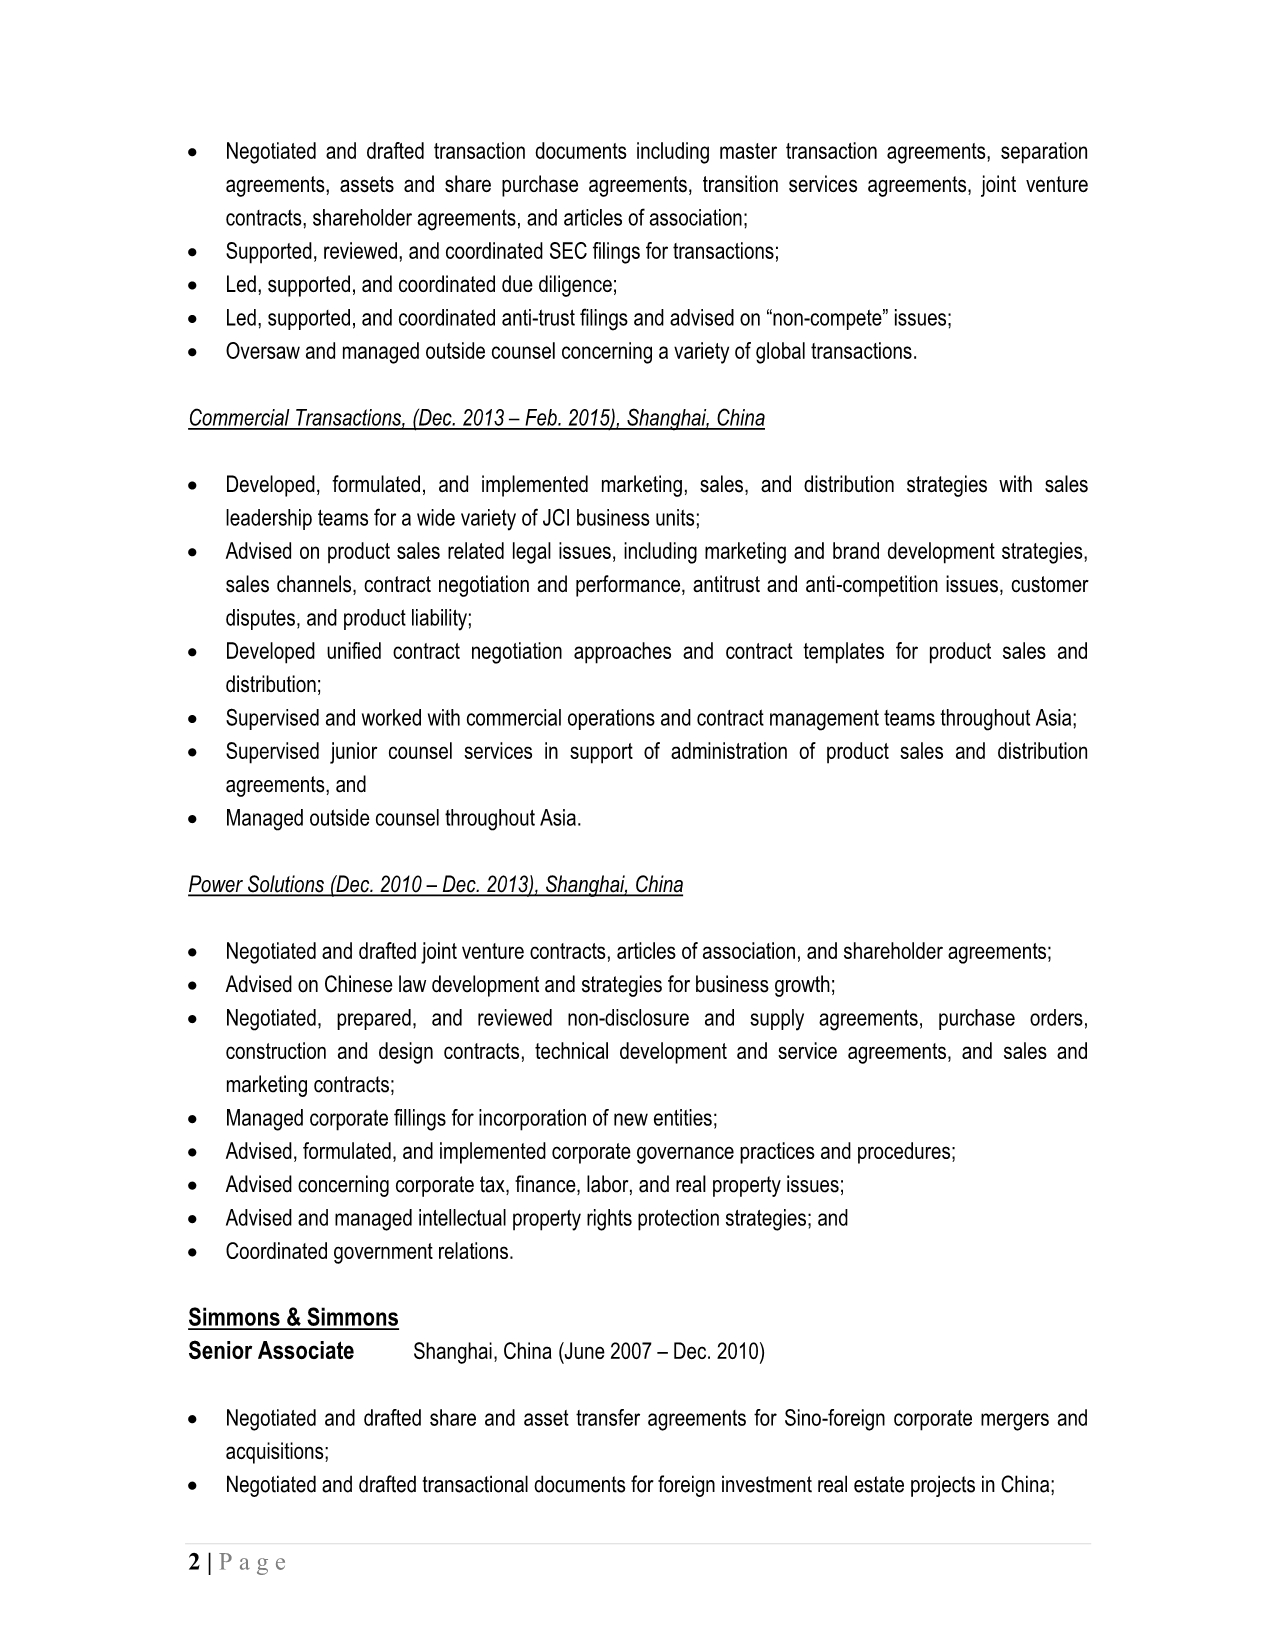 • Negotiated and drafted transaction documents including master transaction agreements, separation
agreements, assets and share purchase agreements, transition services agreements, joint venture
contracts, shareholder agreements, and articles of association;
• Supported, reviewed, and coordinated SEC filings for transactions;
• Led, supported, and coordinated due diligence;
• Led, supported, and coordinated anti-trust filings and advised on “non-compete” issues;
• Oversaw and managed outside counsel concerning a variety of global transactions.
Commercial Transactions, (Dec. 2013 – Feb. 2015), Shanghai, China
• Developed, formulated, and implemented marketing, sales, and distribution strategies with sales
leadership teams for a wide variety of JCI business units;
• Advised on product sales related legal issues, including marketing and brand development strategies,
sales channels, contract negotiation and performance, antitrust and anti-competition issues, customer
disputes, and product liability;
• Developed unified contract negotiation approaches and contract templates for product sales and
distribution;
• Supervised and worked with commercial operations and contract management teams throughout Asia;
• Supervised junior counsel services in support of administration of product sales and distribution
agreements, and
• Managed outside counsel throughout Asia.
Power Solutions (Dec. 2010 – Dec. 2013), Shanghai, China
• Negotiated and drafted joint venture contracts, articles of association, and shareholder agreements;
• Advised on Chinese law development and strategies for business growth;
• Negotiated, prepared, and reviewed non-disclosure and supply agreements, purchase orders,
construction and design contracts, technical development and service agreements, and sales and
marketing contracts;
• Managed corporate fillings for incorporation of new entities;
• Advised, formulated, and implemented corporate governance practices and procedures;
• Advised concerning corporate tax, finance, labor, and real property issues;
• Advised and managed intellectual property rights protection strategies; and
• Coordinated government relations.
Simmons & Simmons
Senior Associate Shanghai, China (June 2007 – Dec. 2010)
• Negotiated and drafted share and asset transfer agreements for Sino-foreign corporate mergers and
acquisitions;
• Negotiated and drafted transactional documents for foreign investment real estate projects in China;
2 | P a g e